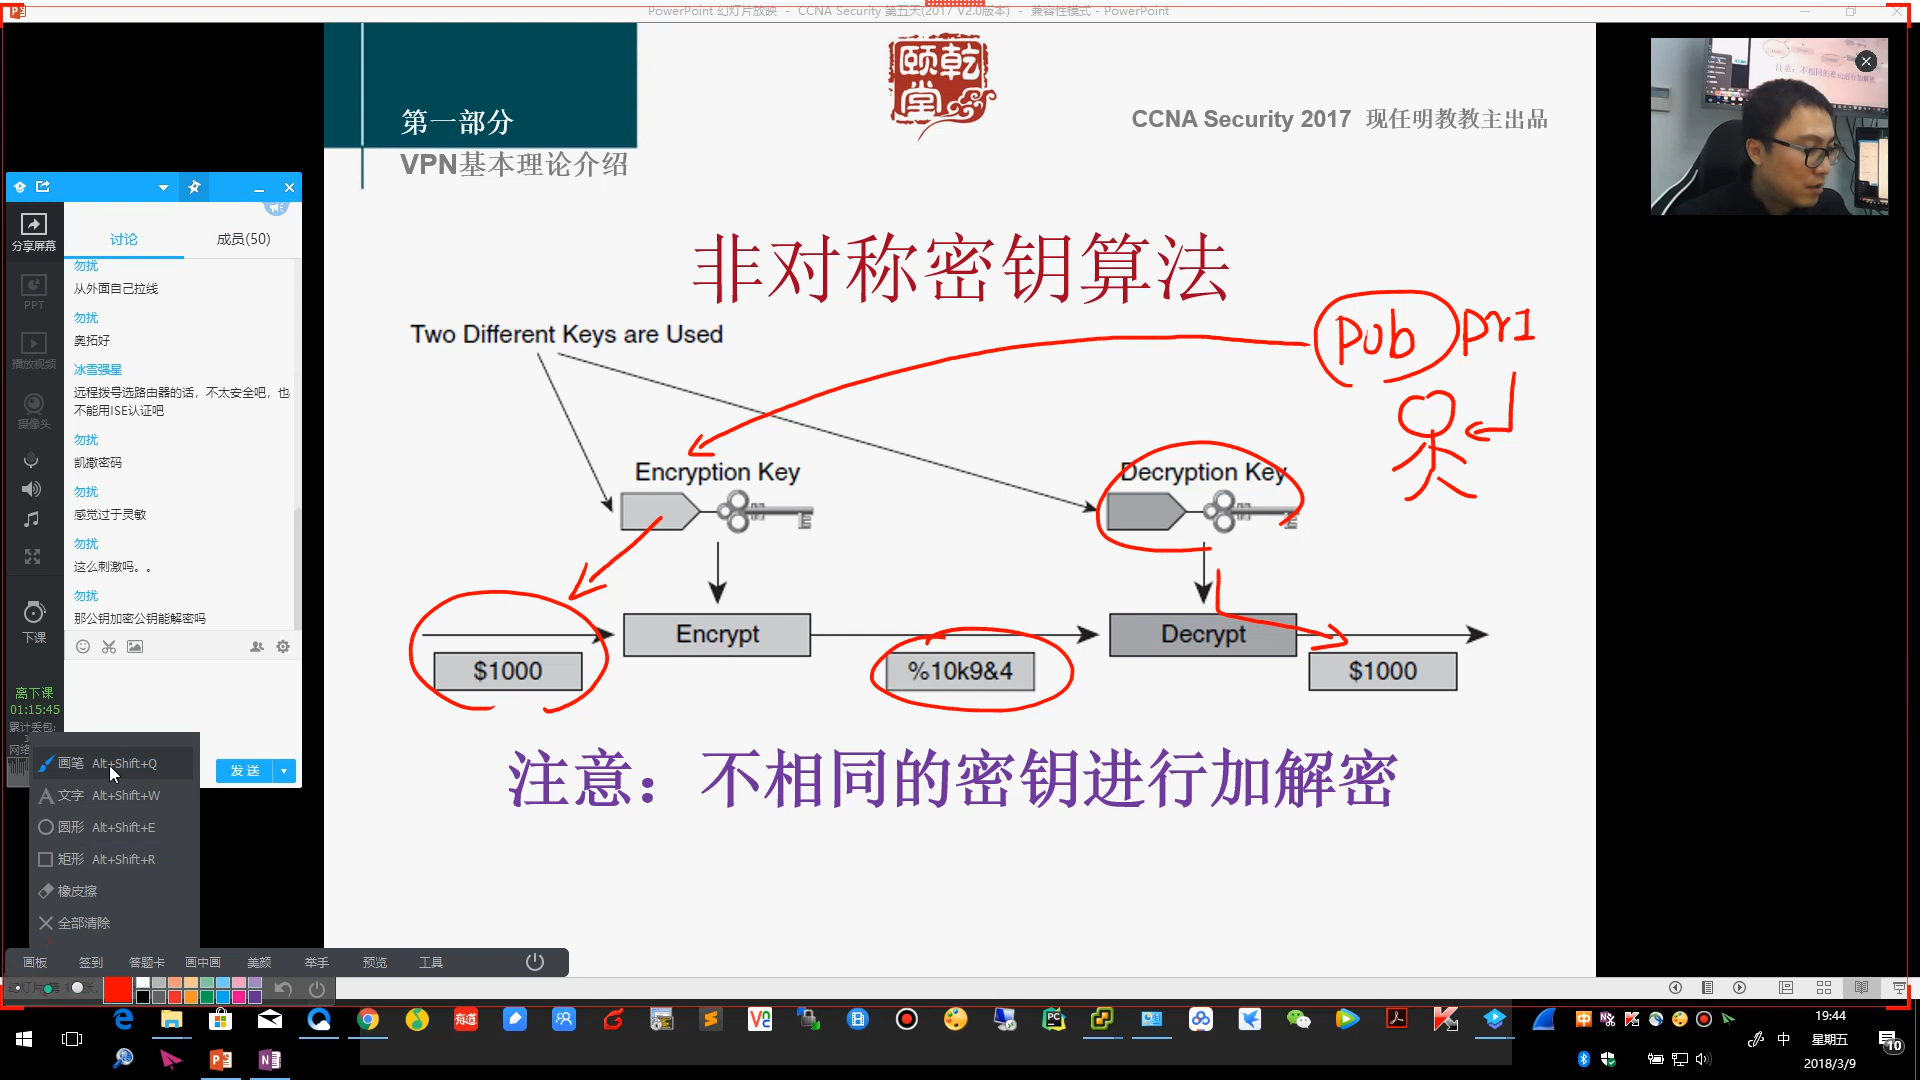 PowerPoint 幻灯片放映 - CCNA Security 第五天(2017 V2.0版本) - 兼容性模式 - PowerPoint
第一部分
VPN基本理论介绍
颐乾堂
CCNA Security 2017 现任明教教主出品
非对称密钥算法
Two Different Keys are Used
pub pri
Encryption Key
Decryption Key
Encrypt
Decrypt
$1000
%10k9&4
$1000
注意：不相同的密钥进行加解密
分享屏幕
PPT
播放视频
摄像头
下课
讨论
成员(50)
勿扰
从外面自己拉线
勿扰
奥拓好
冰雪强星
远程拨号选路由器的话，不太安全吧，也
不能用ISE认证吧
勿扰
凯撒密码
勿扰
感觉过于灵敏
勿扰
这么刺激吗。。
勿扰
那公钥加密公钥能解密吗
离下课
01:15:45
累计丢包:
3
网络
发送
画笔 Alt+Shift+Q
文字 Alt+Shift+W
圆形 Alt+Shift+E
矩形 Alt+Shift+R
橡皮擦
全部清除
画板 签到 答题卡 画中画 美颜 举手 预览 工具
有道
中
19:44
星期五
2018/3/9
10